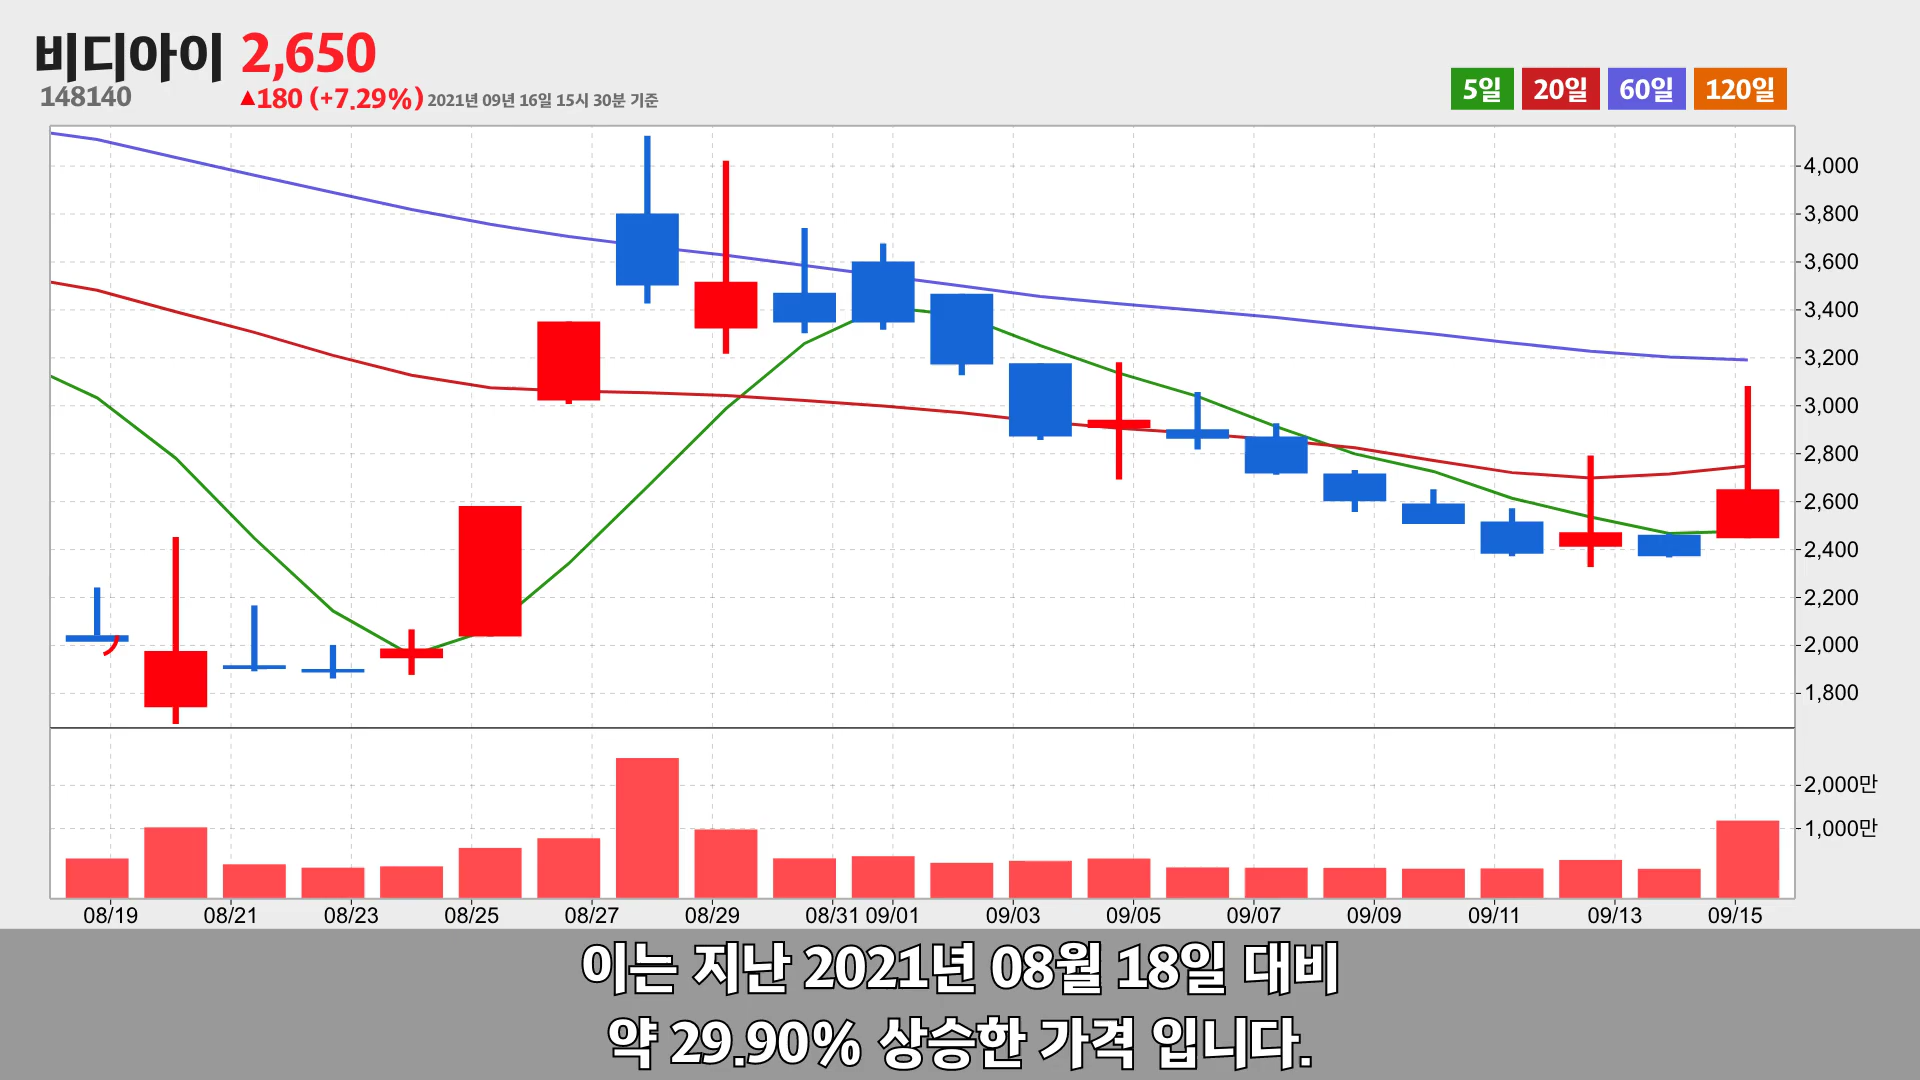 비디아이 2,650
148140
▲180 (+7.29%) 2021년 09년 16일 15시 30분 기준
5일 20일 60일 120일
4,000
3,800
3,600
3,400
3,200
3,000
2,800
2,600
2,400
2,200
2,000
1,800
2,000만
1,000만
08/19 08/21 08/23 08/25 08/27 08/29 08/31 09/01 09/03 09/05 09/07 09/09 09/11 09/13 09/15
이는 지난 2021년 08월 18일 대비
약 29.90% 상승한 가격 입니다.